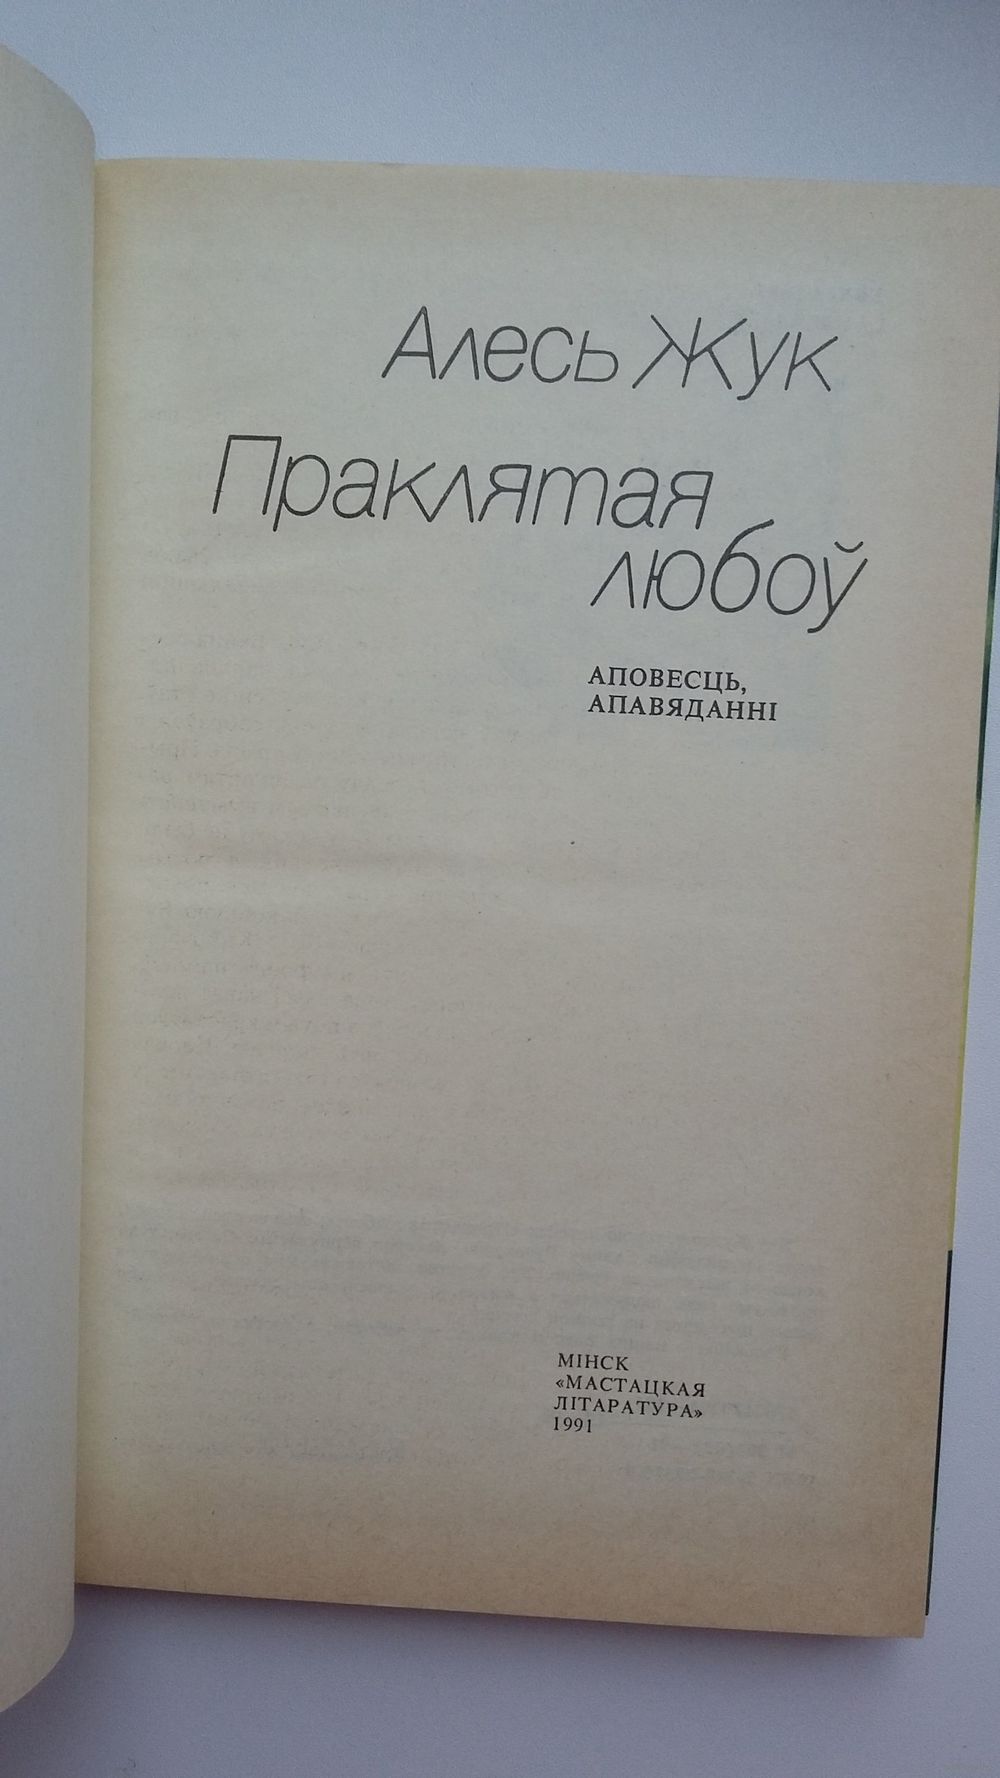 Алесь Жук
Праклятая
любоў
АПОВЕСЦЬ,
АПАВЯДАННІ
МІНСК
«МАСТАЦКАЯ
ЛІТАРАТУРА»
1991